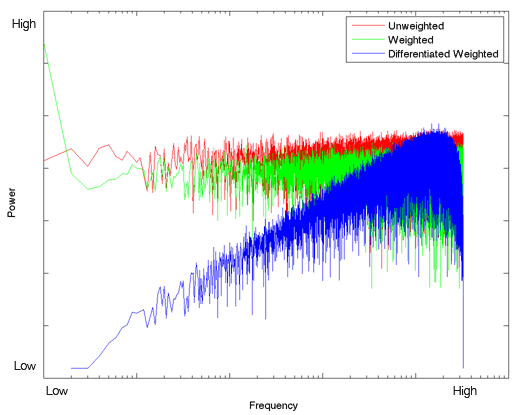 High
Unweighted
Weighted
Differentiated Weighted
Power
Low
Low
High
Frequency